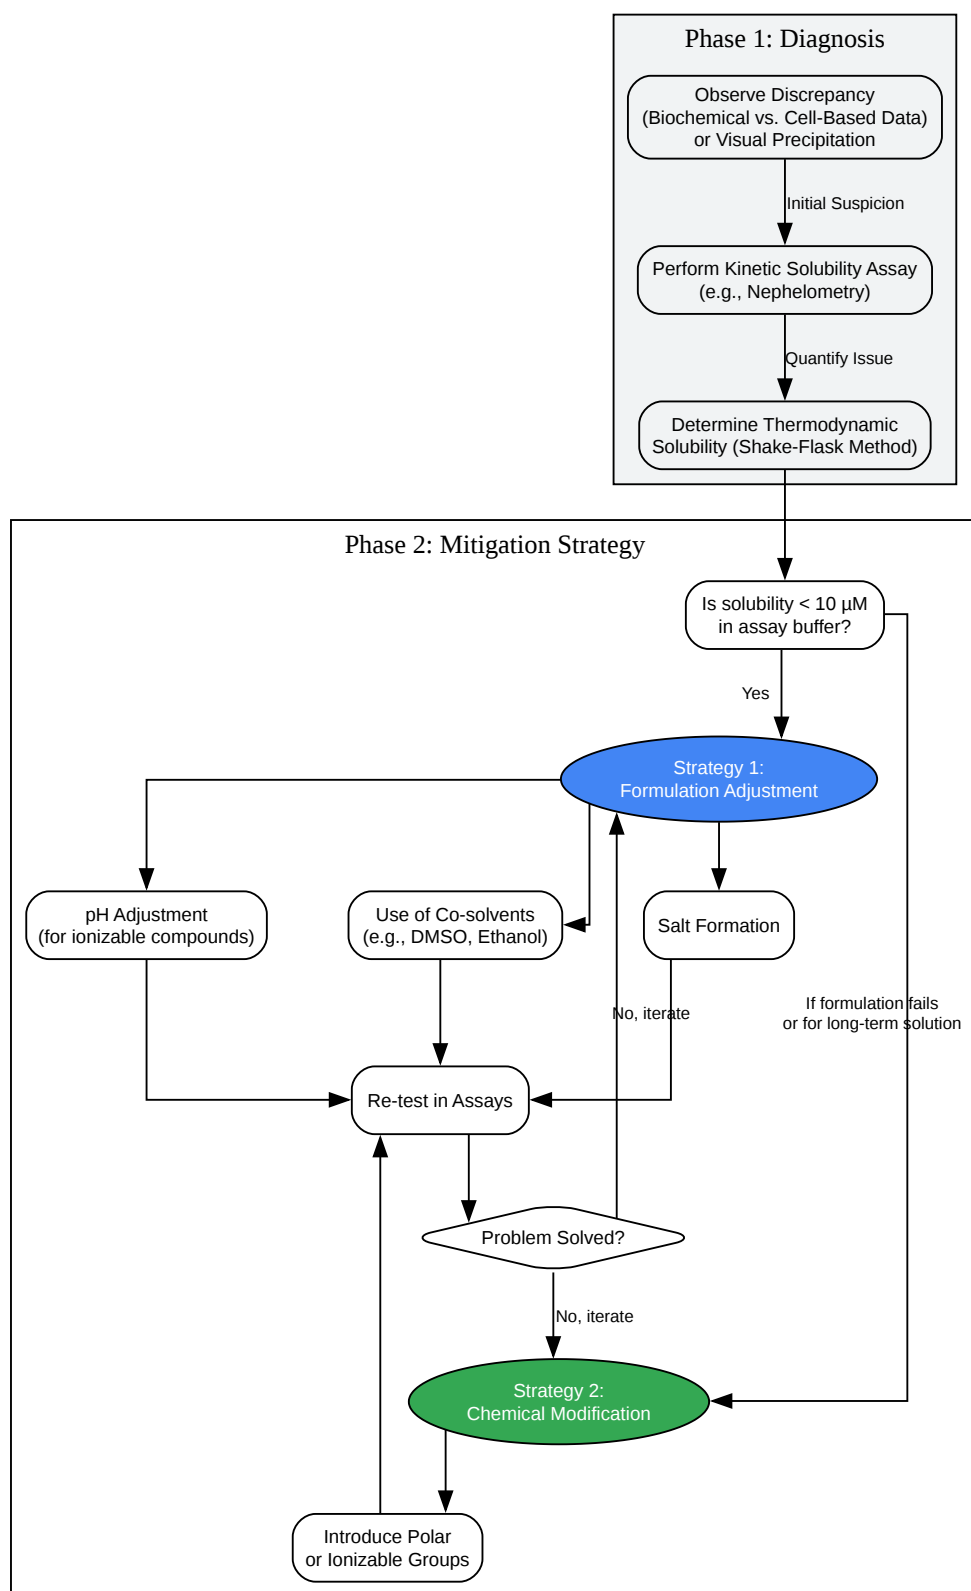 Phase 1: Diagnosis
Observe Discrepancy
(Biochemical vs. Cell-Based Data)
or Visual Precipitation
Initial Suspicion
Perform Kinetic Solubility Assay
(e.g., Nephelometry)
Quantify Issue
Determine Thermodynamic
Solubility (Shake-Flask Method)
Phase 2: Mitigation Strategy
Is solubility < 10 µM
in assay buffer?
Yes
Strategy 1:
Formulation Adjustment
pH Adjustment
(for ionizable compounds)
Use of Co-solvents
(e.g., DMSO, Ethanol)
Salt Formation
No, iterate
If formulation fails
or for long-term solution
Re-test in Assays
Problem Solved?
No, iterate
Strategy 2:
Chemical Modification
Introduce Polar
or Ionizable Groups